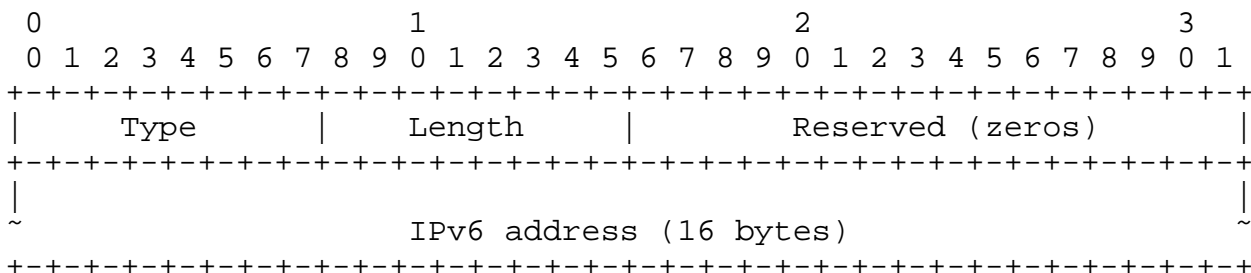 0                   1                   2                   3
 0 1 2 3 4 5 6 7 8 9 0 1 2 3 4 5 6 7 8 9 0 1 2 3 4 5 6 7 8 9 0 1
+-+-+-+-+-+-+-+-+-+-+-+-+-+-+-+-+-+-+-+-+-+-+-+-+-+-+-+-+-+-+-+-+
|     Type      |    Length     |        Reserved (zeros)       |
+-+-+-+-+-+-+-+-+-+-+-+-+-+-+-+-+-+-+-+-+-+-+-+-+-+-+-+-+-+-+-+-+
|                                                               |
~                    IPv6 address (16 bytes)                    ~
+-+-+-+-+-+-+-+-+-+-+-+-+-+-+-+-+-+-+-+-+-+-+-+-+-+-+-+-+-+-+-+-+